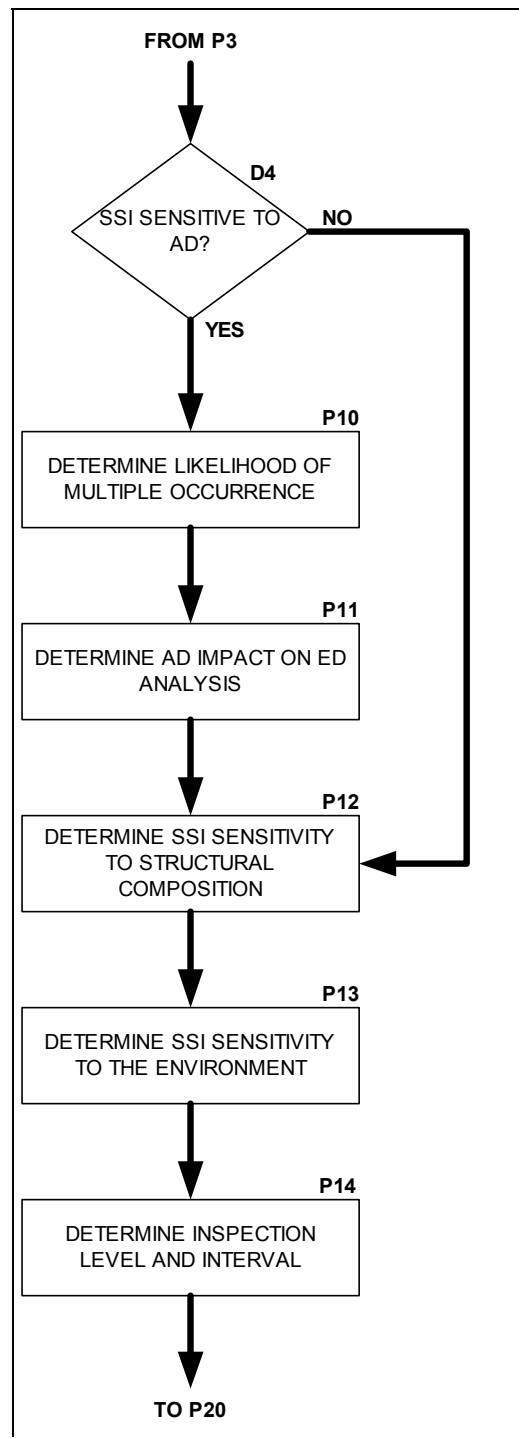 FROM P3
D4
SSI SENSITIVE TO
AD?
NO
YES
P10
DETERMINE LIKELIHOOD OF
MULTIPLE OCCURRENCE
P11
DETERMINE AD IMPACT ON ED
ANALYSIS
P12
DETERMINE SSI SENSITIVITY
TO STRUCTURAL
COMPOSITION
P13
DETERMINE SSI SENSITIVITY
TO THE ENVIRONMENT
P14
DETERMINE INSPECTION
LEVEL AND INTERVAL
TO P20